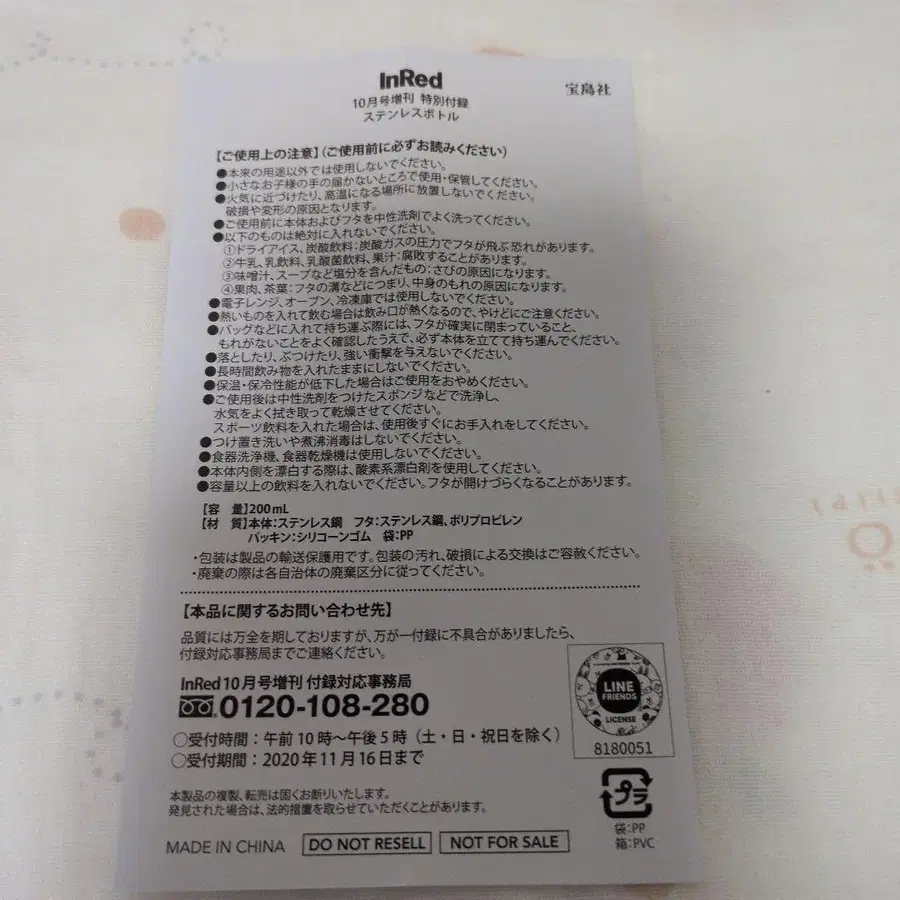 InRed
10月号増刊 特別付録
ステンレスボトル
宝島社
【ご使用上の注意】(ご使用前に必ずお読みください)
●本来の用途以外では使用しないでください。
●小さなお子様の手の届かないところで使用・保管してください。
●火気に近づけたり、高温になる場所に放置しないでください。
破損や変形の原因となります。
●ご使用前に本体およびフタを中性洗剤でよく洗ってください。
●以下のものは絶対に入れないでください。
①ドライアイス、炭酸飲料:炭酸ガスの圧力でフタが飛ぶ恐れがあります。
②牛乳、乳飲料、乳酸菌飲料、果汁:腐敗することがあります。
③味噌汁、スープなど塩分を含んだもの:さびの原因になります。
④果肉、茶葉:フタの溝などにつまり、中身のもれの原因になります。
●電子レンジ、オーブン、冷凍庫では使用しないでください。
●熱いものを入れて飲む場合は飲み口が熱くなるので、やけどにご注意ください。
●バッグなどに入れて持ち運ぶ際には、フタが確実に閉まっていること、
もれがないことをよく確認したうえで、必ず本体を立てて持ち運んでください。
●落としたり、ぶつけたり、強い衝撃を与えないでください。
●長時間飲み物を入れたままにしないでください。
●保温・保冷性能が低下した場合はご使用をおやめください。
●ご使用後は中性洗剤をつけたスポンジなどで洗浄し、
水気をよく拭き取って乾燥させてください。
スポーツ飲料を入れた場合は、使用後すぐにお手入れをしてください。
●つけ置き洗いや煮沸消毒はしないでください。
●食器洗浄機、食器乾燥機は使用しないでください。
●本体内側を漂白する際は、酸素系漂白剤を使用してください。
●容量以上の飲料を入れないでください。フタが開けづらくなることがあります。
【容 量】200mL
【材 質】本体:ステンレス鋼 フタ:ステンレス鋼、ポリプロピレン
パッキン:シリコーンゴム 袋:PP
・包装は製品の輸送保護用です。包装の汚れ、破損による交換はご容赦ください。
・廃棄の際は各自治体の廃棄区分に従ってください。
【本品に関するお問い合わせ先】
品質には万全を期しておりますが、万が一付録に不具合がありましたら、
付録対応事務局までご連絡ください。
InRed10月号増刊 付録対応事務局
0120-108-280
○受付時間:午前10時〜午後5時(土・日・祝日を除く)
○受付期間:2020年11月16日まで
LINE
FRIENDS
LICENSE
8180051
本製品の複製、転売は固くお断りいたします。
発見された場合は、法的措置を取らせていただくことがあります。
プラ
袋:PP
箱:PVC
MADE IN CHINA DO NOT RESELL NOT FOR SALE